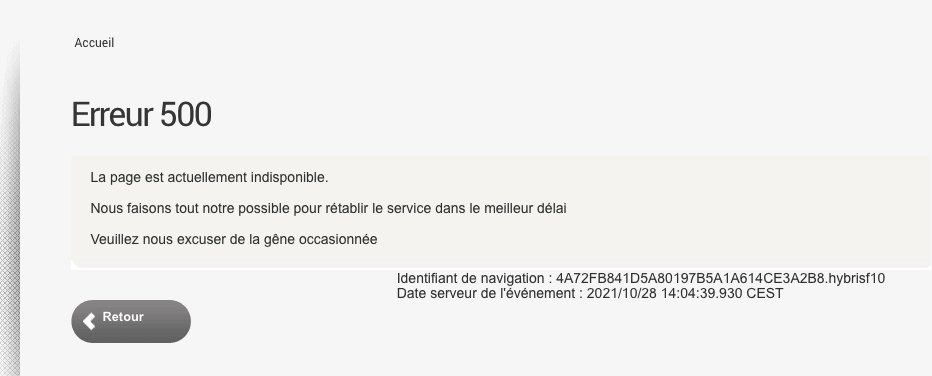 Accueil
Erreur 500
La page est actuellement indisponible.
Nous faisons tout notre possible pour rétablir le service dans le meilleur délai
Veuillez nous excuser de la gêne occasionnée
Identifiant de navigation : 4A72FB841D5A80197B5A1A614CE3A2B8.hybrisf10
Date serveur de l'événement : 2021/10/28 14:04:39.930 CEST
Retour